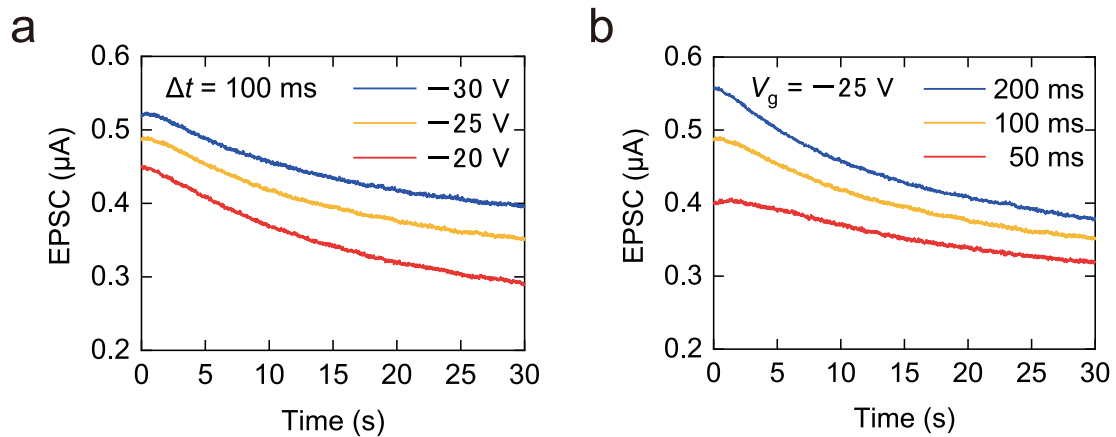 a
0.6
0.5
0.4
0.3
0.2
EPSC (μA)
Δt = 100 ms
−30 V
−25 V
−20 V
0 5 10 15 20 25 30
Time (s)
b
0.6
0.5
0.4
0.3
0.2
EPSC (μA)
Vg = −25 V
200 ms
100 ms
50 ms
0 5 10 15 20 25 30
Time (s)